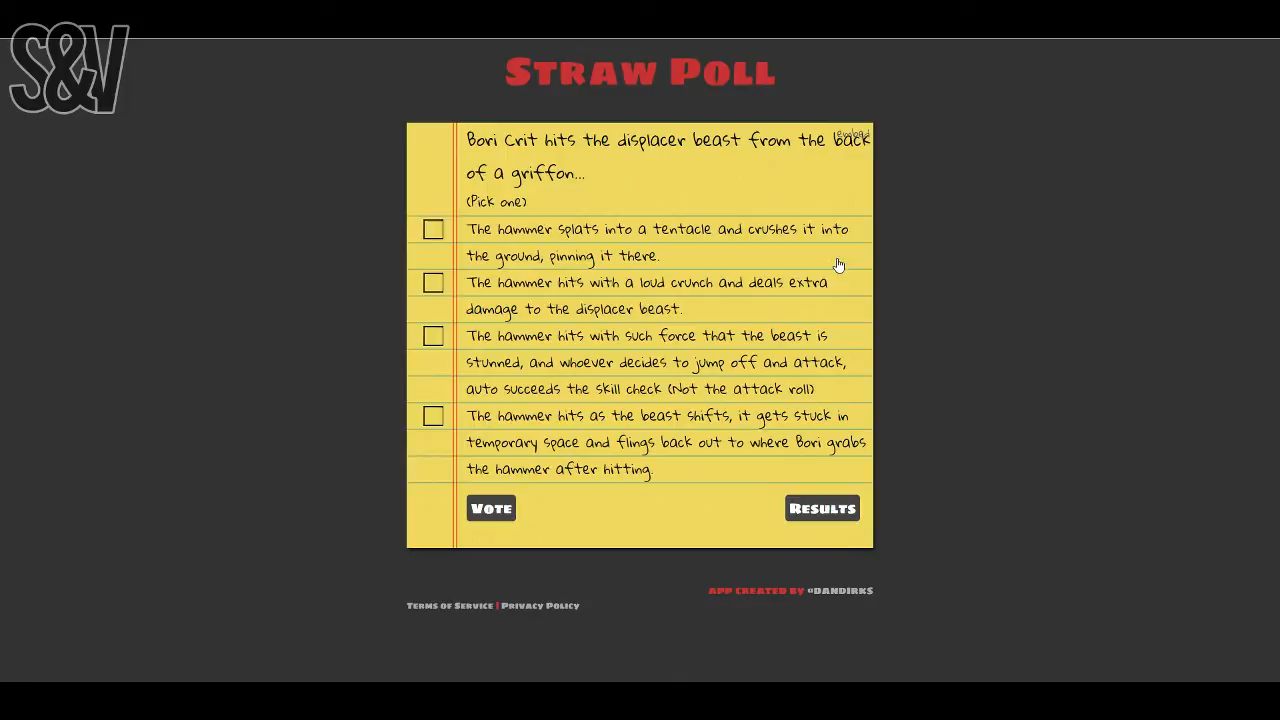 S&V
STRAW POLL
embed
Bori Crit hits the displacer beast from the back
of a griffon...
(Pick one)
The hammer splats into a tentacle and crushes it into
the ground, pinning it there.
The hammer hits with a loud crunch and deals extra
damage to the displacer beast.
The hammer hits with such force that the beast is
stunned, and whoever decides to jump off and attack,
auto succeeds the skill check (Not the attack roll)
The hammer hits as the beast shifts, it gets stuck in
temporary space and flings back out to where Bori grabs
the hammer after hitting.
VOTE
RESULTS
APP CREATED BY @DANDIRKS
TERMS OF SERVICE | PRIVACY POLICY